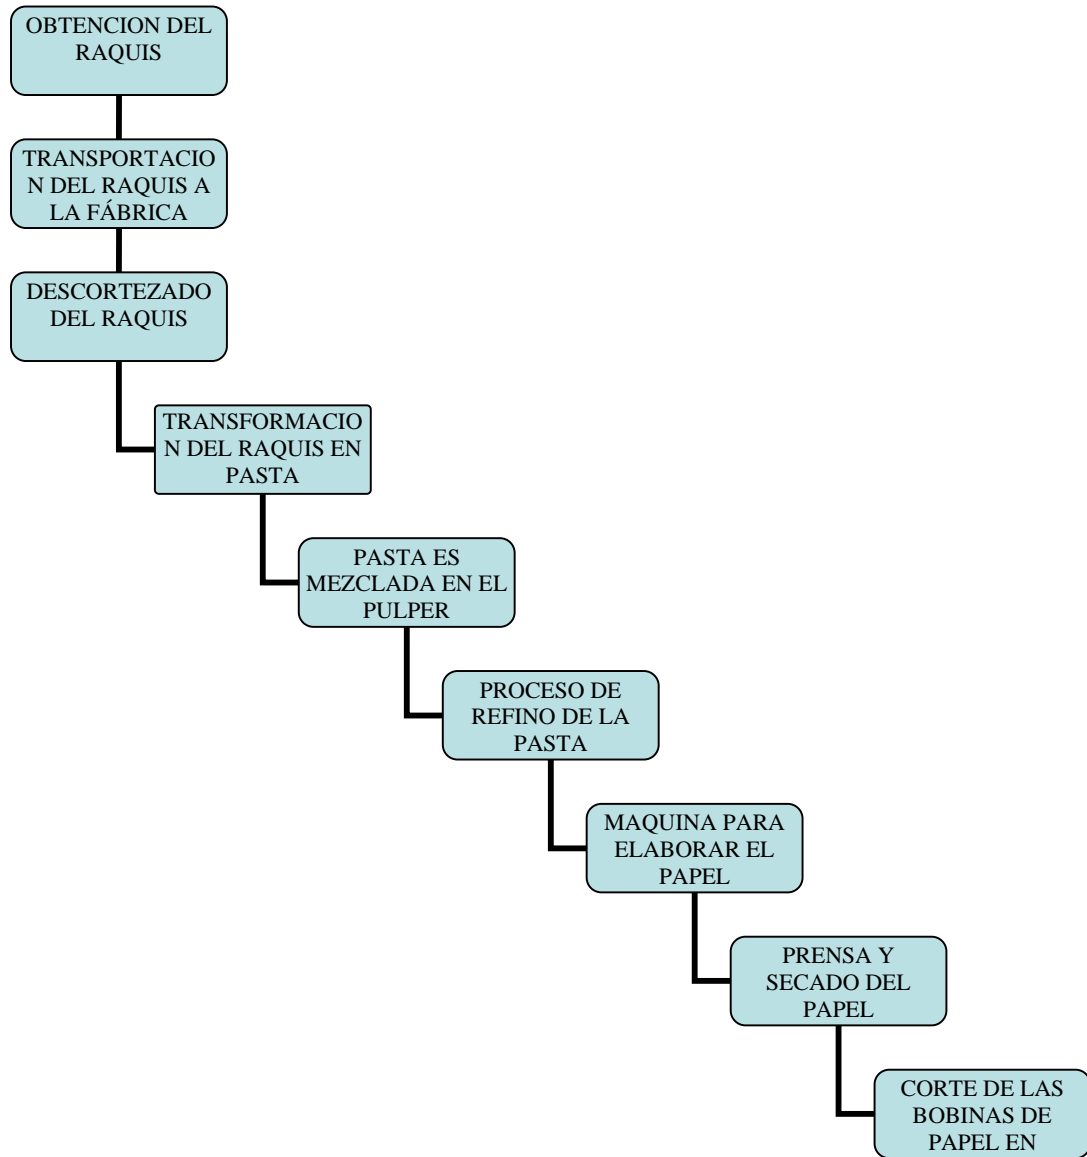 OBTENCION DEL
RAQUIS
TRANSPORTACIO
N DEL RAQUIS A
LA FÁBRICA
DESCORTEZADO
DEL RAQUIS
TRANSFORMACIO
N DEL RAQUIS EN
PASTA
PASTA ES
MEZCLADA EN EL
PULPER
PROCESO DE
REFINO DE LA
PASTA
MAQUINA PARA
ELABORAR EL
PAPEL
PRENSA Y
SECADO DEL
PAPEL
CORTE DE LAS
BOBINAS DE
PAPEL EN